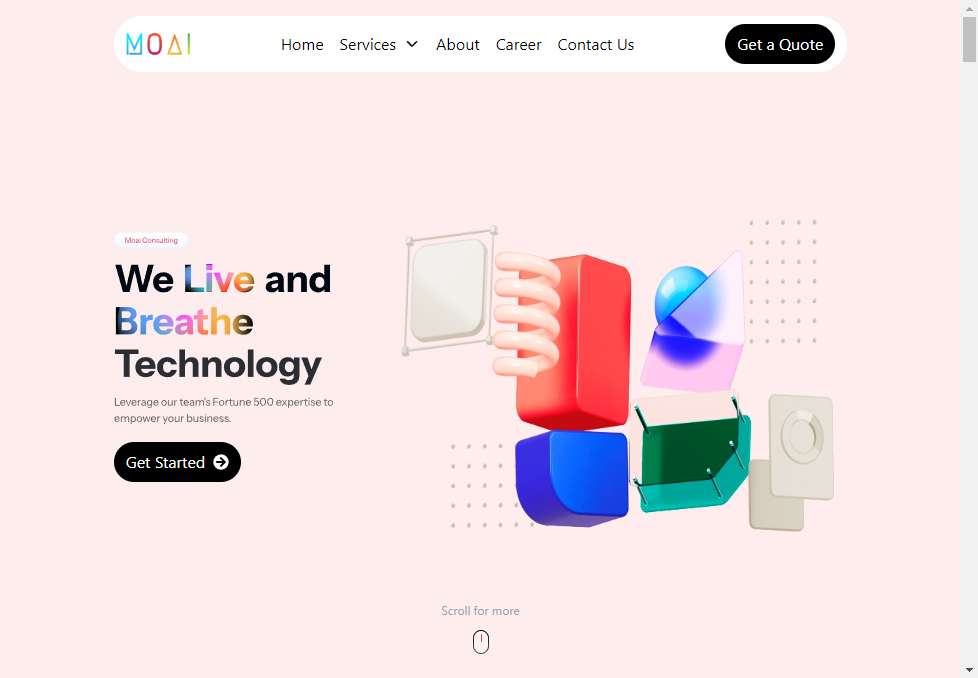 MOAI
Home Services About Career Contact Us
Get a Quote
Moai Consulting
We Live and
Breathe
Technology
Leverage our team's Fortune 500 expertise to
empower your business.
Get Started
Scroll for more